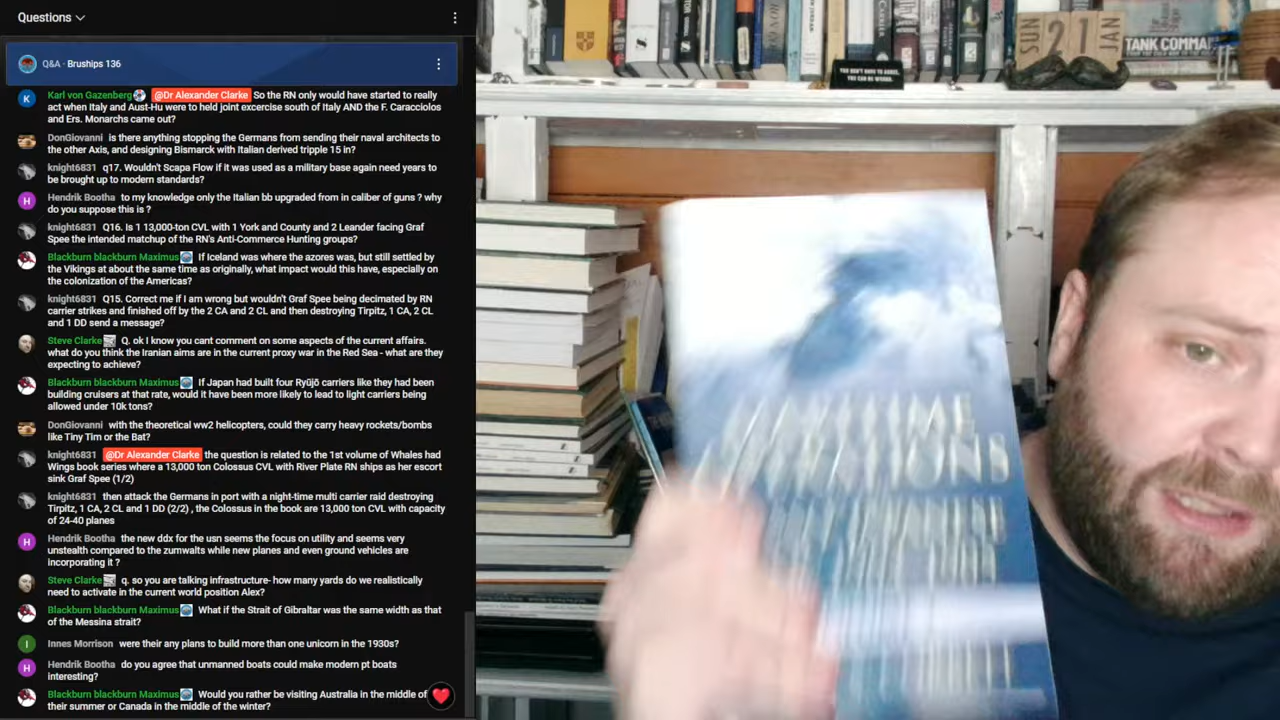 Questions
Q&A · Bruships 136
Karl von Gazenberg @Dr Alexander Clarke So the RN only would have started to really
act when Italy and Aust-Hu were to held joint excercise south of Italy AND the F. Caracciolos
and Ers. Monarchs came out?
DonGiovanni is there anything stopping the Germans from sending their naval architects to
the other Axis, and designing Bismarck with Italian derived tripple 15 in?
knight6831 q17. Wouldn't Scapa Flow if it was used as a military base again need years to
be brought up to modern standards?
Hendrik Bootha to my knowledge only the Italian bb upgraded from in caliber of guns ? why
do you suppose this is ?
knight6831 Q16. Is 1 13,000-ton CVL with 1 York and County and 2 Leander facing Graf
Spee the intended matchup of the RN's Anti-Commerce Hunting groups?
Blackburn blackburn Maximus If Iceland was where the azores was, but still settled by
the Vikings at about the same time as originally, what impact would this have, especially on
the colonization of the Americas?
knight6831 Q15. Correct me if I am wrong but wouldn't Graf Spee being decimated by RN
carrier strikes and finished off by the 2 CA and 2 CL and then destroying Tirpitz, 1 CA, 2 CL
and 1 DD send a message?
Steve Clarke Q. ok I know you cant comment on some aspects of the current affairs.
what do you think the Iranian aims are in the current proxy war in the Red Sea - what are they
expecting to achieve?
Blackburn blackburn Maximus If Japan had built four Ryūjō carriers like they had been
building cruisers at that rate, would it have been more likely to lead to light carriers being
allowed under 10k tons?
DonGiovanni with the theoretical ww2 helicopters, could they carry heavy rockets/bombs
like Tiny Tim or the Bat?
knight6831 @Dr Alexander Clarke the question is related to the 1st volume of Whales had
Wings book series where a 13,000 ton Colossus CVL with River Plate RN ships as her escort
sink Graf Spee (1/2)
knight6831 then attack the Germans in port with a night-time multi carrier raid destroying
Tirpitz, 1 CA, 2 CL and 1 DD (2/2) , the Colossus in the book are 13,000 ton CVL with capacity
of 24-40 planes
Hendrik Bootha the new ddx for the usn seems the focus on utility and seems very
unstealth compared to the zumwalts while new planes and even ground vehicles are
incorporating it ?
Steve Clarke q. so you are talking infrastructure- how many yards do we realistically
need to activate in the current world position Alex?
Blackburn blackburn Maximus What if the Strait of Gibraltar was the same width as that
of the Messina strait?
Innes Morrison were their any plans to build more than one unicorn in the 1930s?
Hendrik Bootha do you agree that unmanned boats could make modern pt boats
interesting?
Blackburn blackburn Maximus Would you rather be visiting Australia in the middle of
their summer or Canada in the middle of the winter?
SUN 21 JAN
TANK COMMA
YOU DON'T HAVE TO AGREE,
YOU CAN BE WRONG.
MARITIME
OPERATIONS